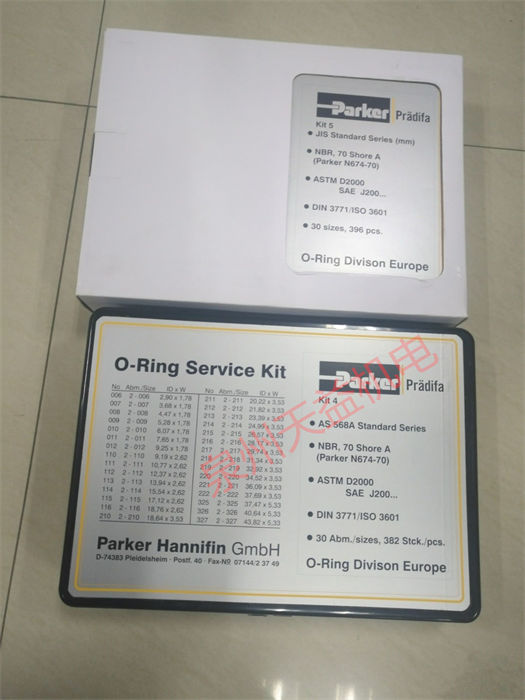 Parker Prädifa
Kit 5
• JIS Standard Series (mm)
• NBR, 70 Shore A
(Parker N674-70)
• ASTM D2000
SAE J200...
• DIN 3771/ISO 3601
• 30 sizes, 396 pcs.
O-Ring Divison Europe
O-Ring Service Kit
No Abm./Size ID x W No Abm./Size ID x W
006 2 - 006 2,90 x 1,78 211 2 - 211 20,22 x 3,53
007 2 - 007 3,68 x 1,78 212 2 - 212 21,82 x 3,53
008 2 - 008 4,47 x 1,78 213 2 - 213 23,39 x 3,53
009 2 - 009 5,28 x 1,78 214 2 - 214 24,99 x 3,53
010 2 - 010 6,07 x 1,78 215 2 - 215 26,57 x 3,53
011 2 - 011 7,65 x 1,78 216 2 - 216 28,17 x 3,53
012 2 - 012 9,25 x 1,78 217 2 - 217 29,74 x 3,53
110 2 - 110 9,19 x 2,62 218 2 - 218 31,34 x 3,53
111 2 - 111 10,77 x 2,62 219 2 - 219 32,92 x 3,53
112 2 - 112 12,37 x 2,62 220 2 - 220 34,52 x 3,53
113 2 - 113 13,94 x 2,62 221 2 - 221 36,09 x 3,53
114 2 - 114 15,54 x 2,62 222 2 - 222 37,69 x 3,53
115 2 - 115 17,12 x 2,62 325 2 - 325 37,47 x 5,33
116 2 - 116 18,76 x 2,62 326 2 - 326 40,64 x 5,33
210 2 - 210 18,64 x 3,53 327 2 - 327 43,82 x 5,33
Parker Hannifin GmbH
D-74383 Pleidelsheim · Postf. 40 · Fax-Nº 07144/2 37 49
Parker Prädifa
Kit 4
• AS 568A Standard Series
• NBR, 70 Shore A
(Parker N674-70)
• ASTM D2000
SAE J200...
• DIN 3771/ISO 3601
• 30 Abm./sizes, 382 Stck./pcs.
O-Ring Divison Europe
州天益机电